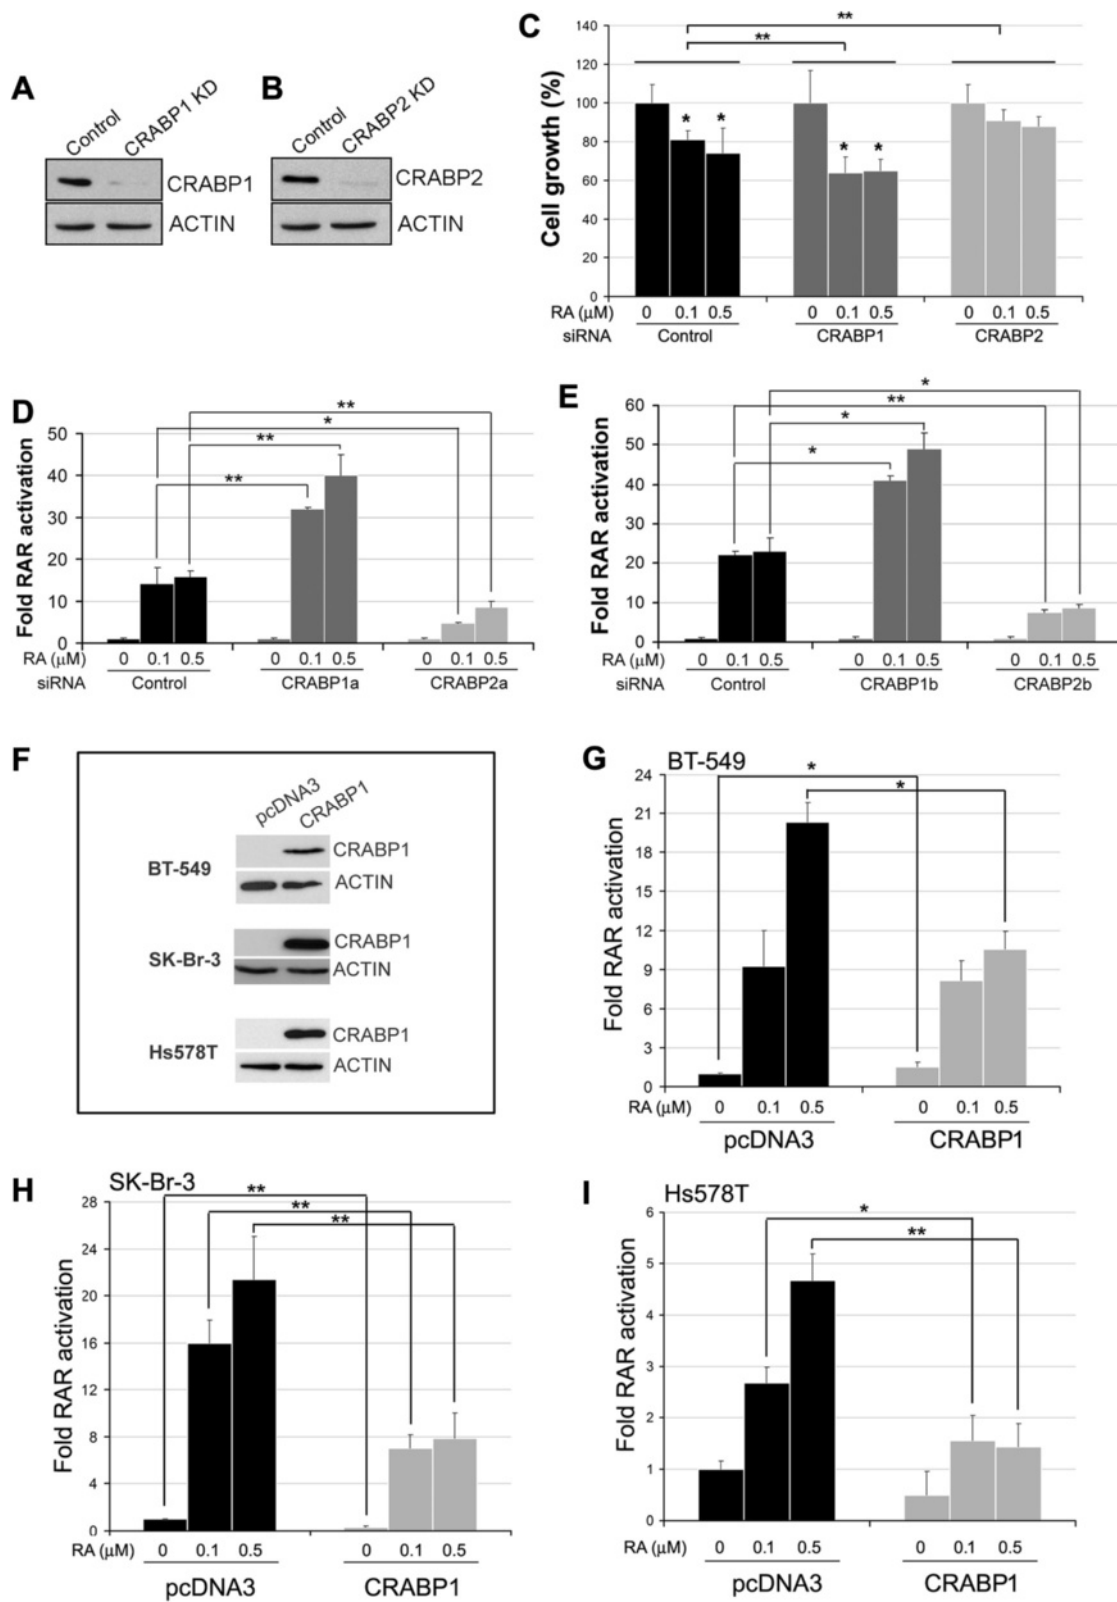 A
Control
CRABP1 KD
CRABP1
ACTIN
B
Control
CRABP2 KD
CRABP2
ACTIN
C
Cell growth (%)
140
120
100
80
60
40
20
0
** 
**
* * * *
RA (μM) 0 0.1 0.5 0 0.1 0.5 0 0.1 0.5
siRNA Control CRABP1 CRABP2
D
Fold RAR activation
50
40
30
20
10
0
**
*
**
**
RA (μM) 0 0.1 0.5 0 0.1 0.5 0 0.1 0.5
siRNA Control CRABP1a CRABP2a
E
Fold RAR activation
60
50
40
30
20
10
0
*
**
*
*
RA (μM) 0 0.1 0.5 0 0.1 0.5 0 0.1 0.5
siRNA Control CRABP1b CRABP2b
F
pcDNA3
CRABP1
BT-549
CRABP1
ACTIN
SK-Br-3
CRABP1
ACTIN
Hs578T
CRABP1
ACTIN
G
BT-549
Fold RAR activation
24
21
18
15
12
9
6
3
0
*
*
RA (μM) 0 0.1 0.5 0 0.1 0.5
pcDNA3 CRABP1
H
SK-Br-3
Fold RAR activation
28
24
20
16
12
8
4
0
**
**
**
RA (μM) 0 0.1 0.5 0 0.1 0.5
pcDNA3 CRABP1
I
Hs578T
Fold RAR activation
6
5
4
3
2
1
0
*
**
RA (μM) 0 0.1 0.5 0 0.1 0.5
pcDNA3 CRABP1